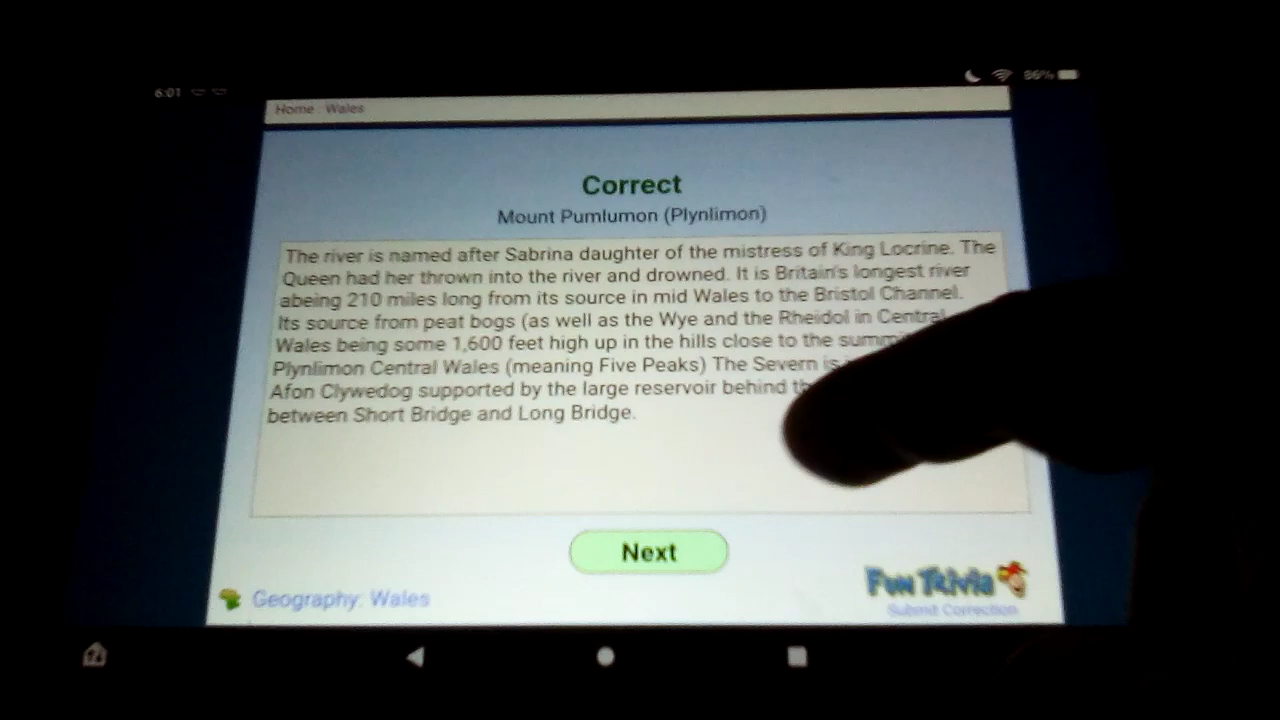 6:01
86%
Home Wales
Correct
Mount Pumlumon (Plynlimon)
The river is named after Sabrina daughter of the mistress of King Locrine. The
Queen had her thrown into the river and drowned. It is Britain's longest river
abeing 210 miles long from its source in mid Wales to the Bristol Channel.
Its source from peat bogs (as well as the Wye and the Rheidol in Central
Wales being some 1,600 feet high up in the hills close to the
Plynlimon Central Wales (meaning Five Peaks) The Severn is
Afon Clywedog supported by the large reservoir behind
between Short Bridge and Long Bridge.
Next
Fun Trivia
Submit Correction
Geography: Wales